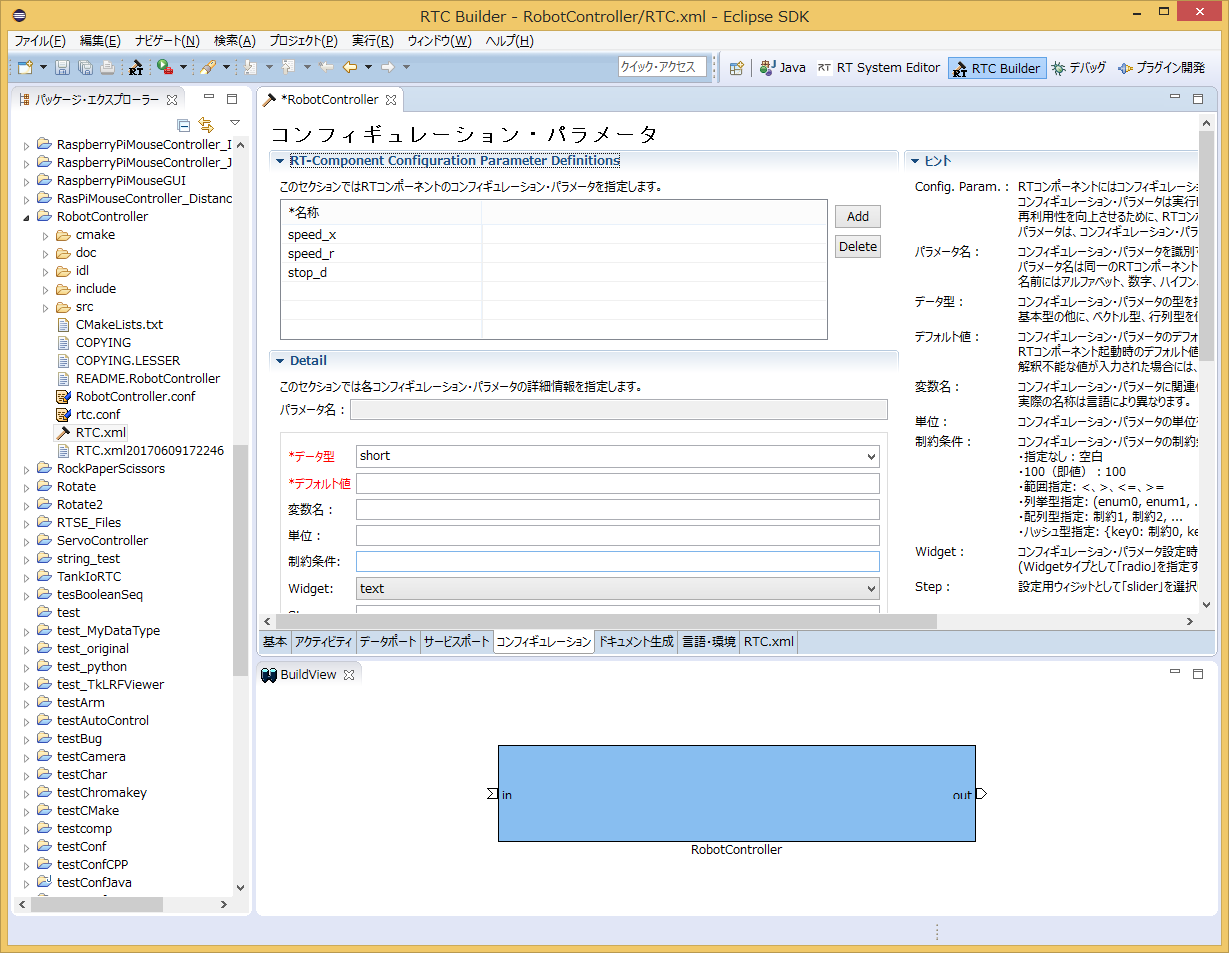 RTC Builder - RobotController/RTC.xml - Eclipse SDK
ファイル(F) 編集(E) ナビゲート(N) 検索(A) プロジェクト(P) 実行(R) ウィンドウ(W) ヘルプ(H)
クイック・アクセス Java RT RT System Editor RTC Builder デバッグ プラグイン開発
パッケージ・エクスプローラー
RaspberryPiMouseController_I
RaspberryPiMouseController_J
RaspberryPiMouseGUI
RasPiMouseController_Distanc
RobotController
cmake
doc
idl
include
src
CMakeLists.txt
COPYING
COPYING.LESSER
README.RobotController
RobotController.conf
rtc.conf
RTC.xml
RTC.xml20170609172246
RockPaperScissors
Rotate
Rotate2
RTSE_Files
ServoController
string_test
TankIoRTC
tesBooleanSeq
test
test_MyDataType
test_original
test_python
test_TkLRFViewer
testArm
testAutoControl
testBug
testCamera
testChar
testChromakey
testCMake
testcomp
testConf
testConfCPP
testConfJava
*RobotController
コンフィギュレーション・パラメータ
RT-Component Configuration Parameter Definitions
このセクションではRTコンポーネントのコンフィギュレーション・パラメータを指定します。
*名称
speed_x
speed_r
stop_d
Add
Delete
Detail
このセクションでは各コンフィギュレーション・パラメータの詳細情報を指定します。
パラメータ名：
*データ型 short
*デフォルト値
変数名：
単位：
制約条件:
Widget: text
ヒント
Config. Param.： RTコンポーネントにはコンフィギュレーシ
コンフィギュレーション・パラメータは実行
再利用性を向上させるために、RTコン
パラメータは、コンフィギュレーション・パラ
パラメータ名： コンフィギュレーション・パラメータを識別
パラメータ名は同一のRTコンポーネント
名前にはアルファベット、数字、ハイフン、
データ型： コンフィギュレーション・パラメータの型を指
基本型の他に、ベクトル型、行列型を
デフォルト値： コンフィギュレーション・パラメータのデフォ
RTコンポーネント起動時のデフォルト値
解釈不能な値が入力された場合には、
変数名： コンフィギュレーション・パラメータに関連
実際の名称は言語により異なります。
単位： コンフィギュレーション・パラメータの単位
制約条件： コンフィギュレーション・パラメータの制約
・指定なし：空白
・100（即値）：100
・範囲指定: <、>、<=、>=
・列挙型指定: (enum0, enum1, .
・配列型指定: 制約1, 制約2, ...
・ハッシュ型指定: {key0: 制約0, ke
Widget： コンフィギュレーション・パラメータ設定時
(Widgetタイプとして「radio」を指定す
Step： 設定用ウィジットとして「slider」を選択
基本 アクティビティ データポート サービスポート コンフィギュレーション ドキュメント生成 言語・環境 RTC.xml
BuildView
in out
RobotController